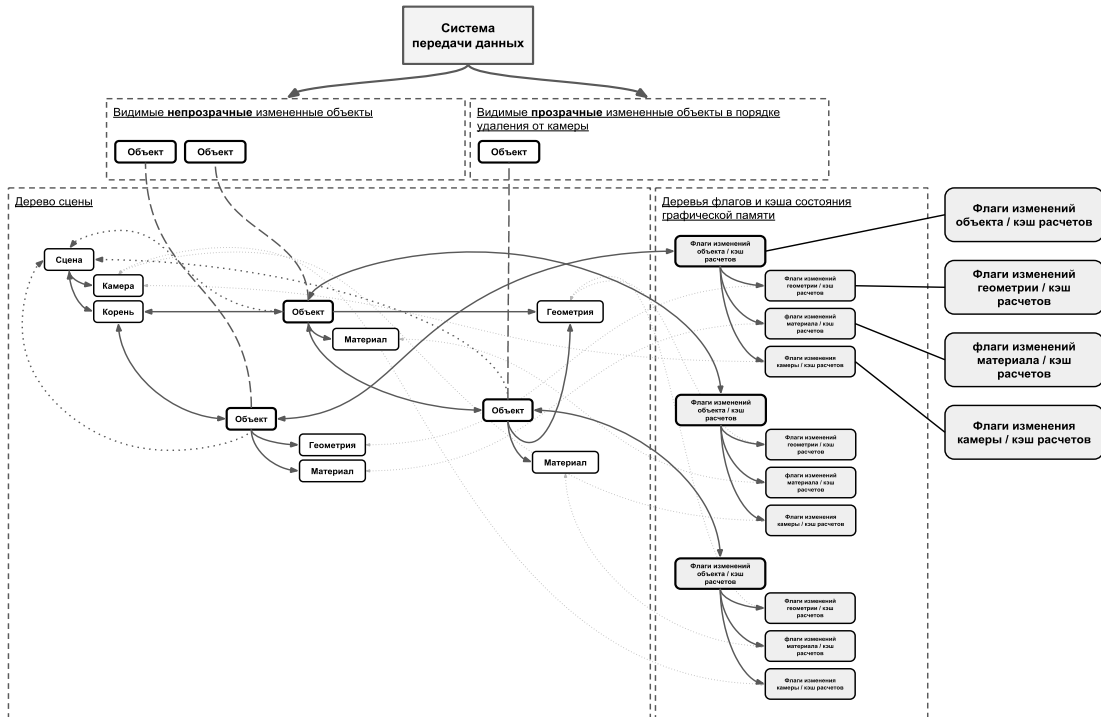 Система
передачи данных
Видимые непрозрачные измененные объекты
Объект
Объект
Видимые прозрачные измененные объекты в порядке
удаления от камеры
Объект
Дерево сцены
Сцена
Камера
Корень
Объект
Материал
Геометрия
Объект
Геометрия
Материал
Объект
Материал
Деревья флагов и кэша состояния
графической памяти
Флаги изменений
объекта / кэш
расчетов
Флаги изменений
геометрии / кэш
расчетов
флаги изменений
материала / кэш
расчетов
Флаги изменения
камеры / кэш расчетов
Флаги изменений
объекта / кэш
расчетов
Флаги изменений
геометрии / кэш
расчетов
флаги изменений
материала / кэш
расчетов
Флаги изменения
камеры / кэш расчетов
Флаги изменений
объекта / кэш
расчетов
Флаги изменений
геометрии / кэш
расчетов
флаги изменений
материала / кэш
расчетов
Флаги изменения
камеры / кэш расчетов
Флаги изменений
объекта / кэш расчетов
Флаги изменений
геометрии / кэш
расчетов
флаги изменений
материала / кэш
расчетов
Флаги изменения
камеры / кэш расчетов